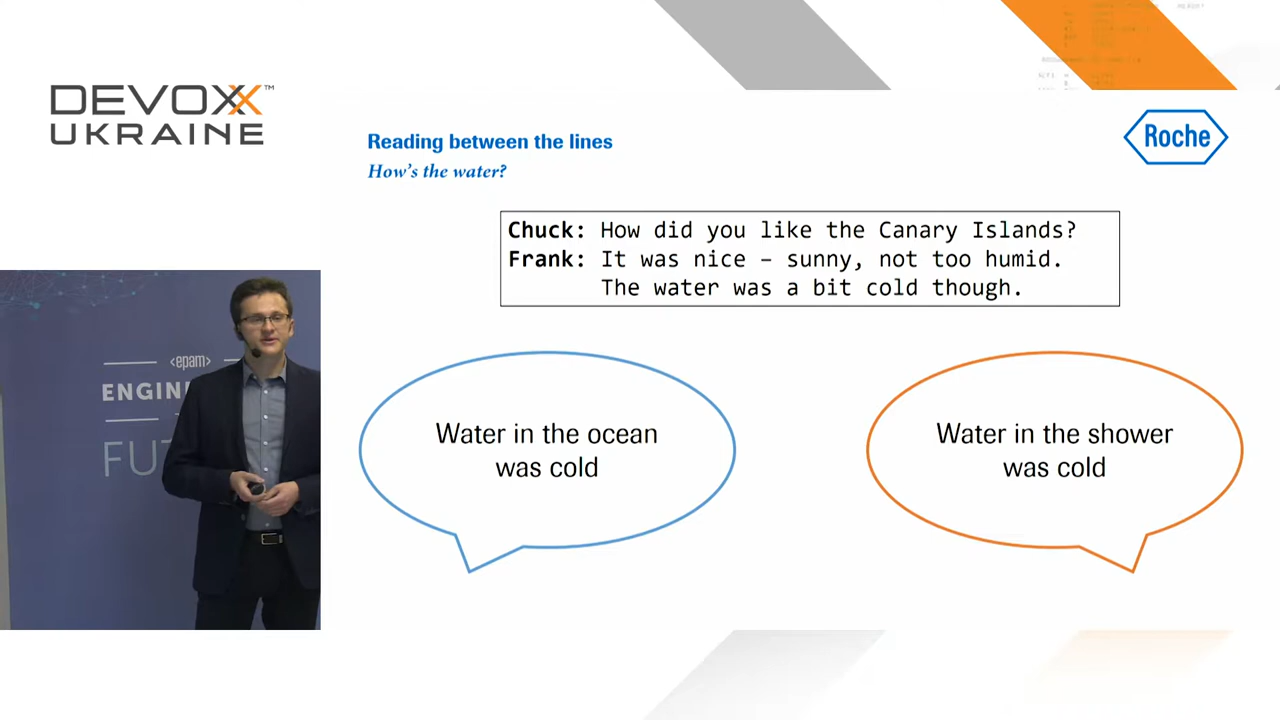 DEVOXX™
UKRAINE
Reading between the lines
How's the water?
Roche
Chuck: How did you like the Canary Islands?
Frank: It was nice – sunny, not too humid.
The water was a bit cold though.
Water in the ocean
was cold
Water in the shower
was cold
<epam>
ENGIN
FUT